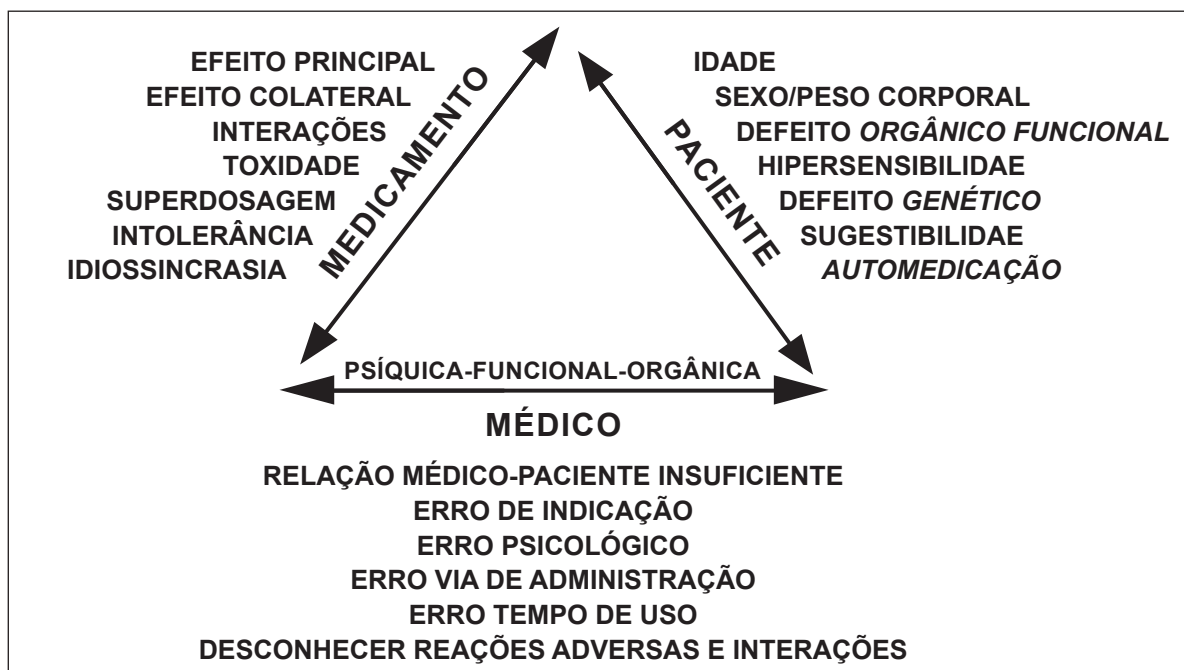 EFEITO PRINCIPAL
EFEITO COLATERAL
INTERAÇÕES
TOXIDADE
SUPERDOSAGEM
INTOLERÂNCIA
IDIOSSINCRASIA
MEDICAMENTO
PACIENTE
IDADE
SEXO/PESO CORPORAL
DEFEITO ORGÂNICO FUNCIONAL
HIPERSENSIBILIDAE
DEFEITO GENÉTICO
SUGESTIBILIDAE
AUTOMEDICAÇÃO
PSÍQUICA-FUNCIONAL-ORGÂNICA
MÉDICO
RELAÇÃO MÉDICO-PACIENTE INSUFICIENTE
ERRO DE INDICAÇÃO
ERRO PSICOLÓGICO
ERRO VIA DE ADMINISTRAÇÃO
ERRO TEMPO DE USO
DESCONHECER REAÇÕES ADVERSAS E INTERAÇÕES